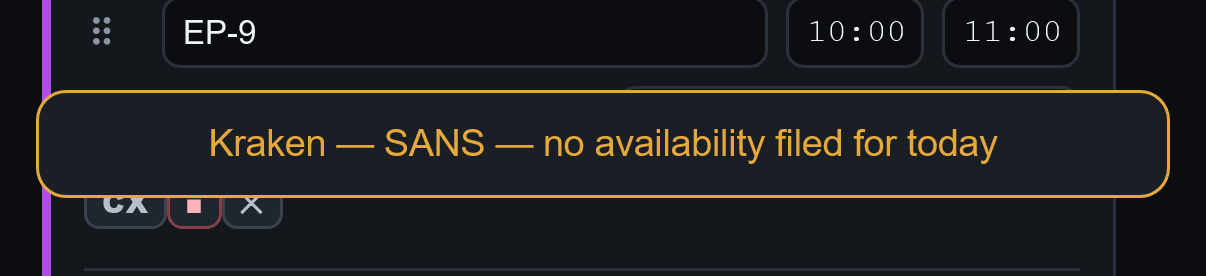 EP-9 10:00 11:00
Kraken — SANS — no availability filed for today
cx ×